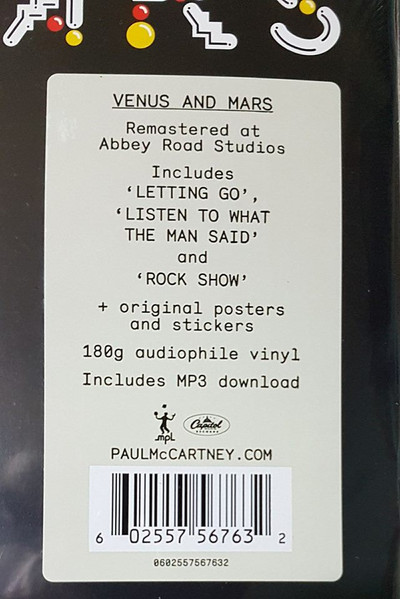 VENUS AND MARS
Remastered at
Abbey Road Studios
Includes
‘LETTING GO’,
‘LISTEN TO WHAT
THE MAN SAID’
and
‘ROCK SHOW’
+ original posters
and stickers
180g audiophile vinyl
Includes MP3 download
mpl Capitol
RECORDS
PAULMcCARTNEY.COM
6 02557 56763 2
0602557567632